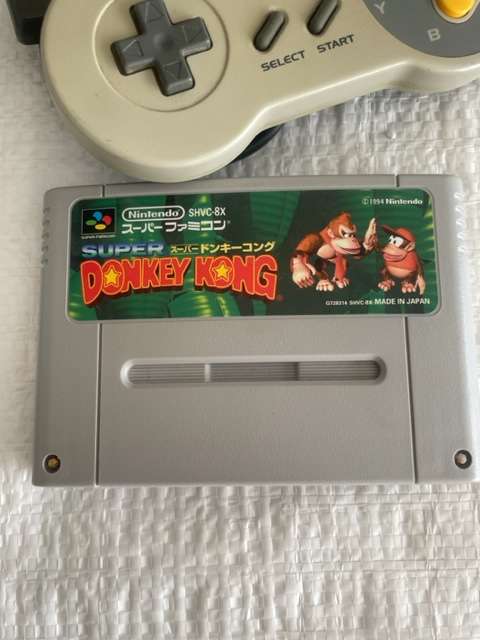 Y
B
SELECT START
Nintendo SHVC-8X
スーパーファミコン
© 1994 Nintendo
SUPER スーパードンキーコング
DONKEY KONG
G728314 SHVC-8X MADE IN JAPAN